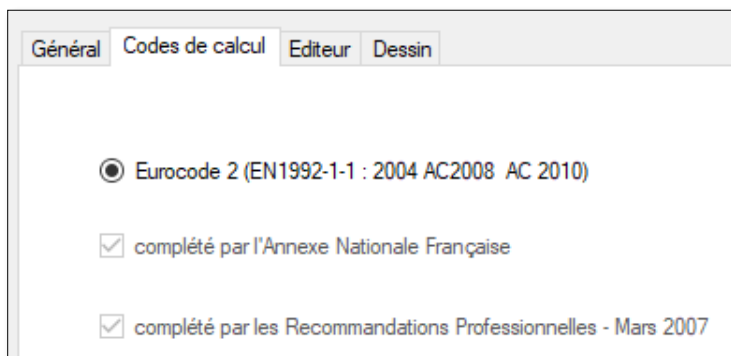 Général Codes de calcul Editeur Dessin
Eurocode 2 (EN1992-1-1 : 2004 AC2008 AC 2010)
complété par l'Annexe Nationale Française
complété par les Recommandations Professionnelles - Mars 2007